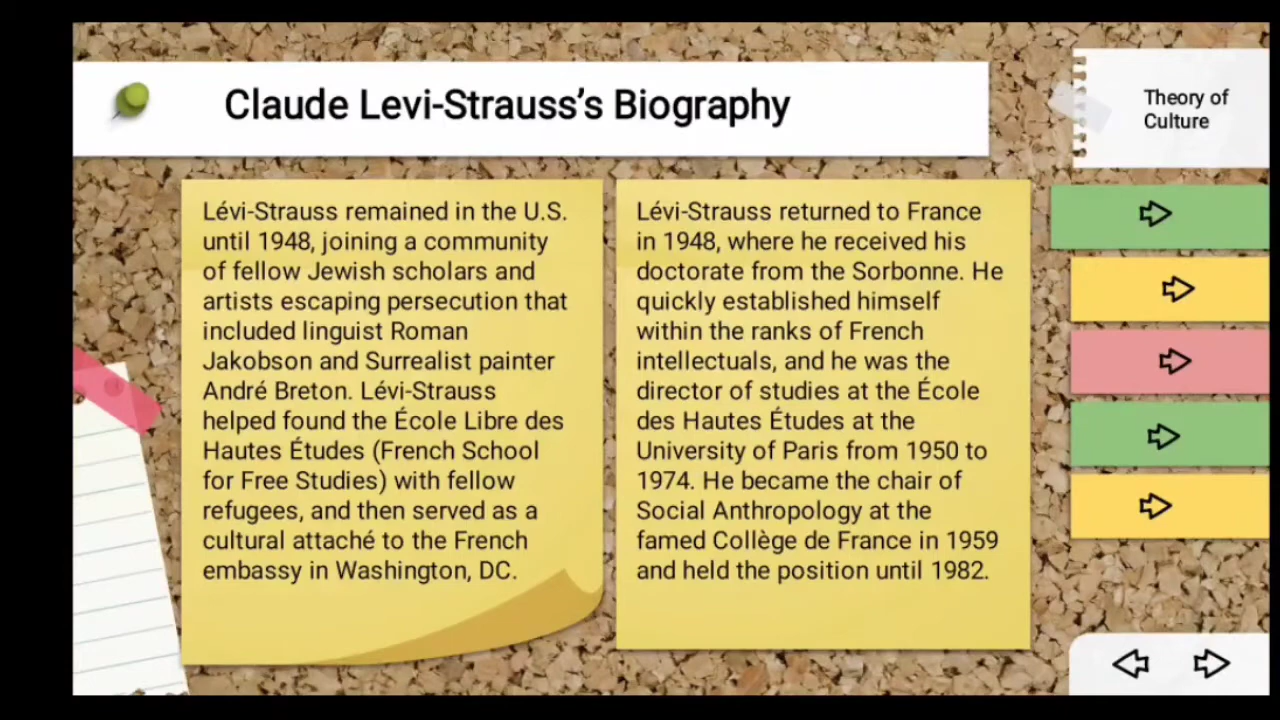 Claude Levi-Strauss’s Biography
Theory of
Culture
Lévi-Strauss remained in the U.S.
until 1948, joining a community
of fellow Jewish scholars and
artists escaping persecution that
included linguist Roman
Jakobson and Surrealist painter
André Breton. Lévi-Strauss
helped found the École Libre des
Hautes Études (French School
for Free Studies) with fellow
refugees, and then served as a
cultural attaché to the French
embassy in Washington, DC.
Lévi-Strauss returned to France
in 1948, where he received his
doctorate from the Sorbonne. He
quickly established himself
within the ranks of French
intellectuals, and he was the
director of studies at the École
des Hautes Études at the
University of Paris from 1950 to
1974. He became the chair of
Social Anthropology at the
famed Collège de France in 1959
and held the position until 1982.